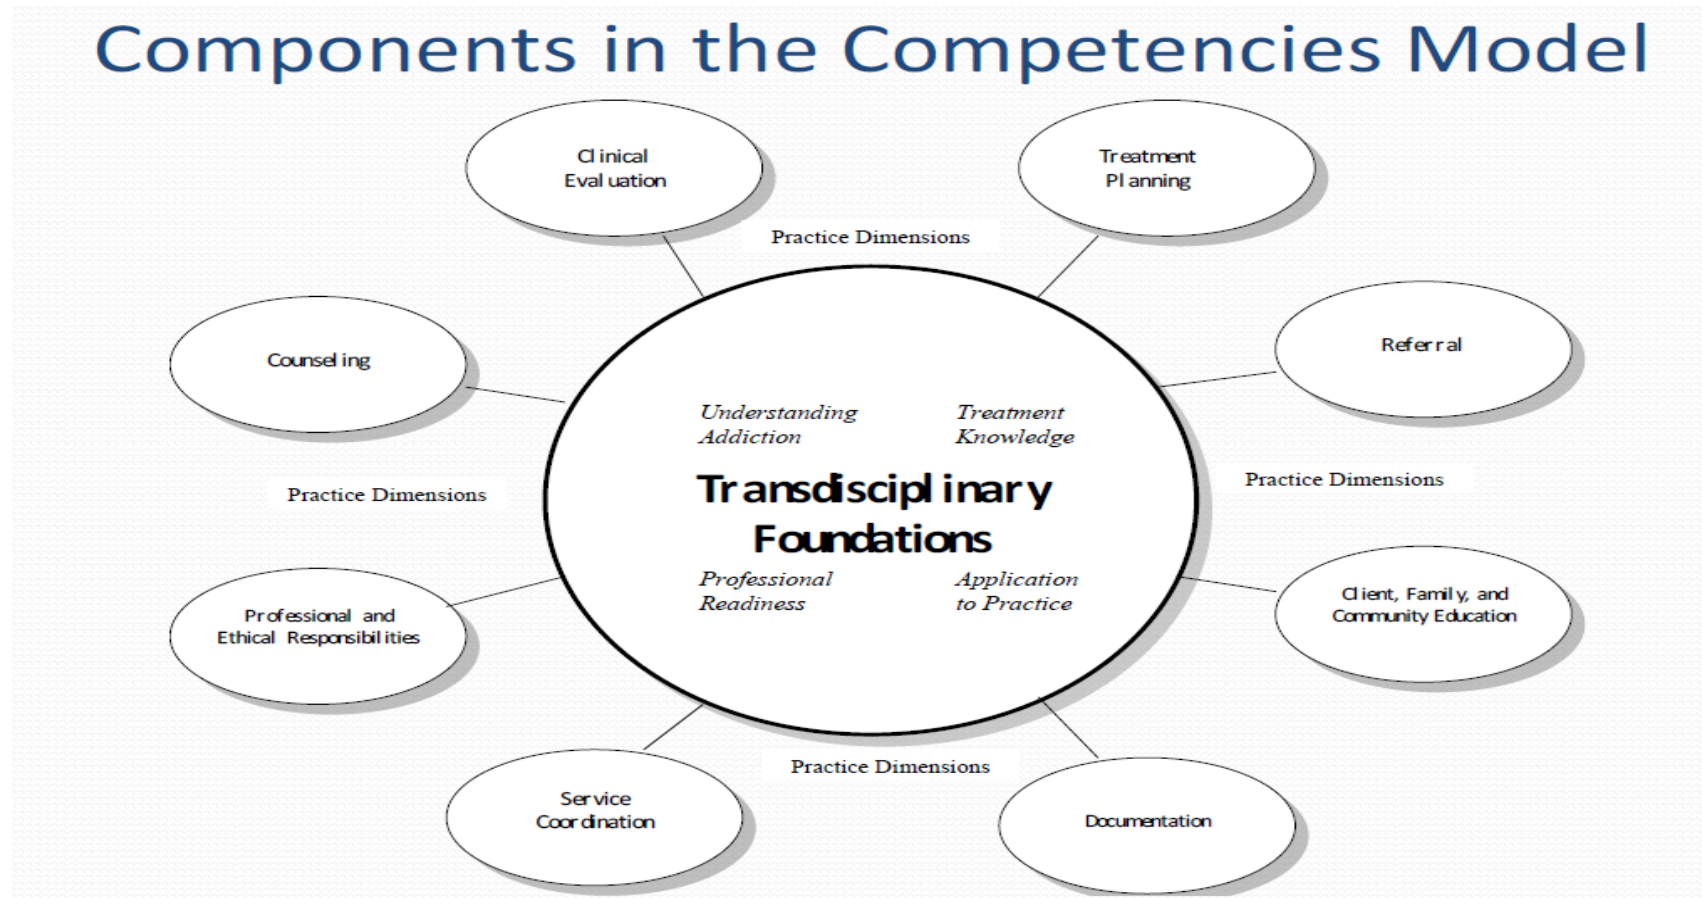 Components in the Competencies Model
Clinical
Evaluation
Treatment
Planning
Practice Dimensions
Counseling
Referral
Understanding
Addiction
Treatment
Knowledge
Transdisciplinary
Foundations
Practice Dimensions
Practice Dimensions
Professional
Readiness
Application
to Practice
Professional and
Ethical Responsibilities
Client, Family, and
Community Education
Practice Dimensions
Service
Coordination
Documentation